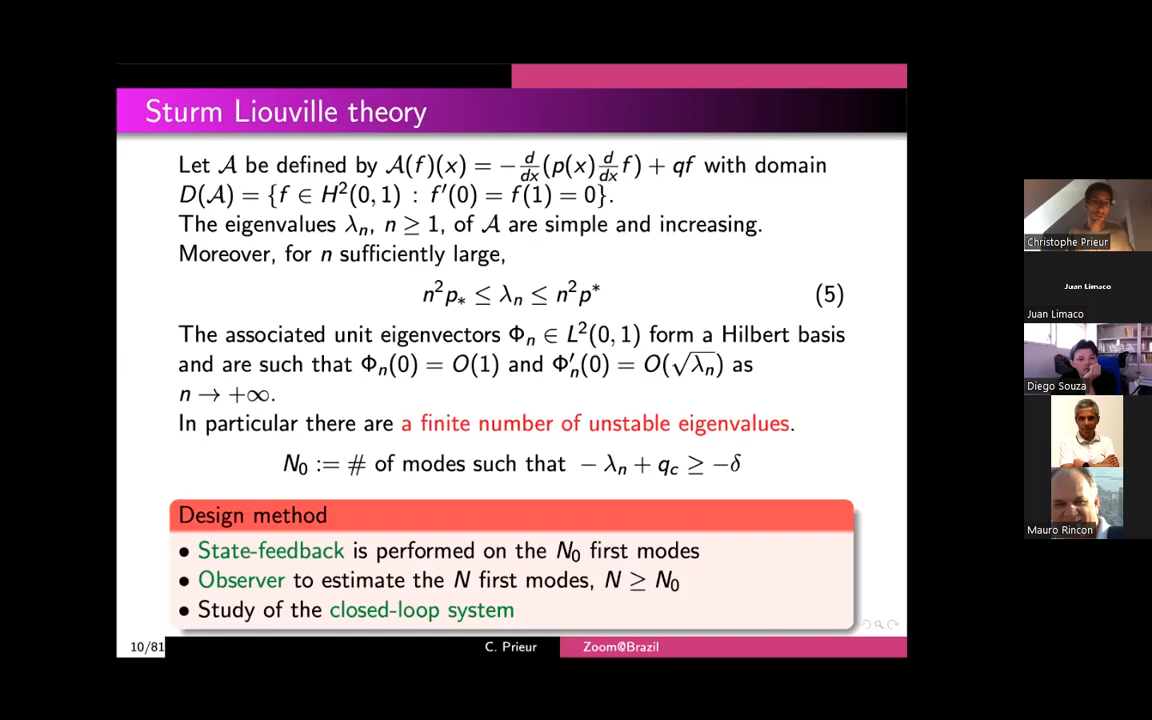 Sturm Liouville theory
Let 𝒜 be defined by 𝒜(f)(x) = −d/dx(p(x)d/dx f) + qf with domain
D(𝒜) = {f ∈ H²(0, 1) : f′(0) = f(1) = 0}.
The eigenvalues λₙ, n ≥ 1, of 𝒜 are simple and increasing.
Moreover, for n sufficiently large,
n²p_* ≤ λₙ ≤ n²p^* (5)
The associated unit eigenvectors Φₙ ∈ L²(0, 1) form a Hilbert basis
and are such that Φₙ(0) = O(1) and Φ′ₙ(0) = O(√λₙ) as
n → +∞.
In particular there are a finite number of unstable eigenvalues.
N₀ := # of modes such that − λₙ + q_c ≥ −δ
Design method
• State-feedback is performed on the N₀ first modes
• Observer to estimate the N first modes, N ≥ N₀
• Study of the closed-loop system
10/81 C. Prieur Zoom@Brazil
Christophe Prieur
Juan Limaco
Juan Limaco
Diego Souza
Mauro Rincon